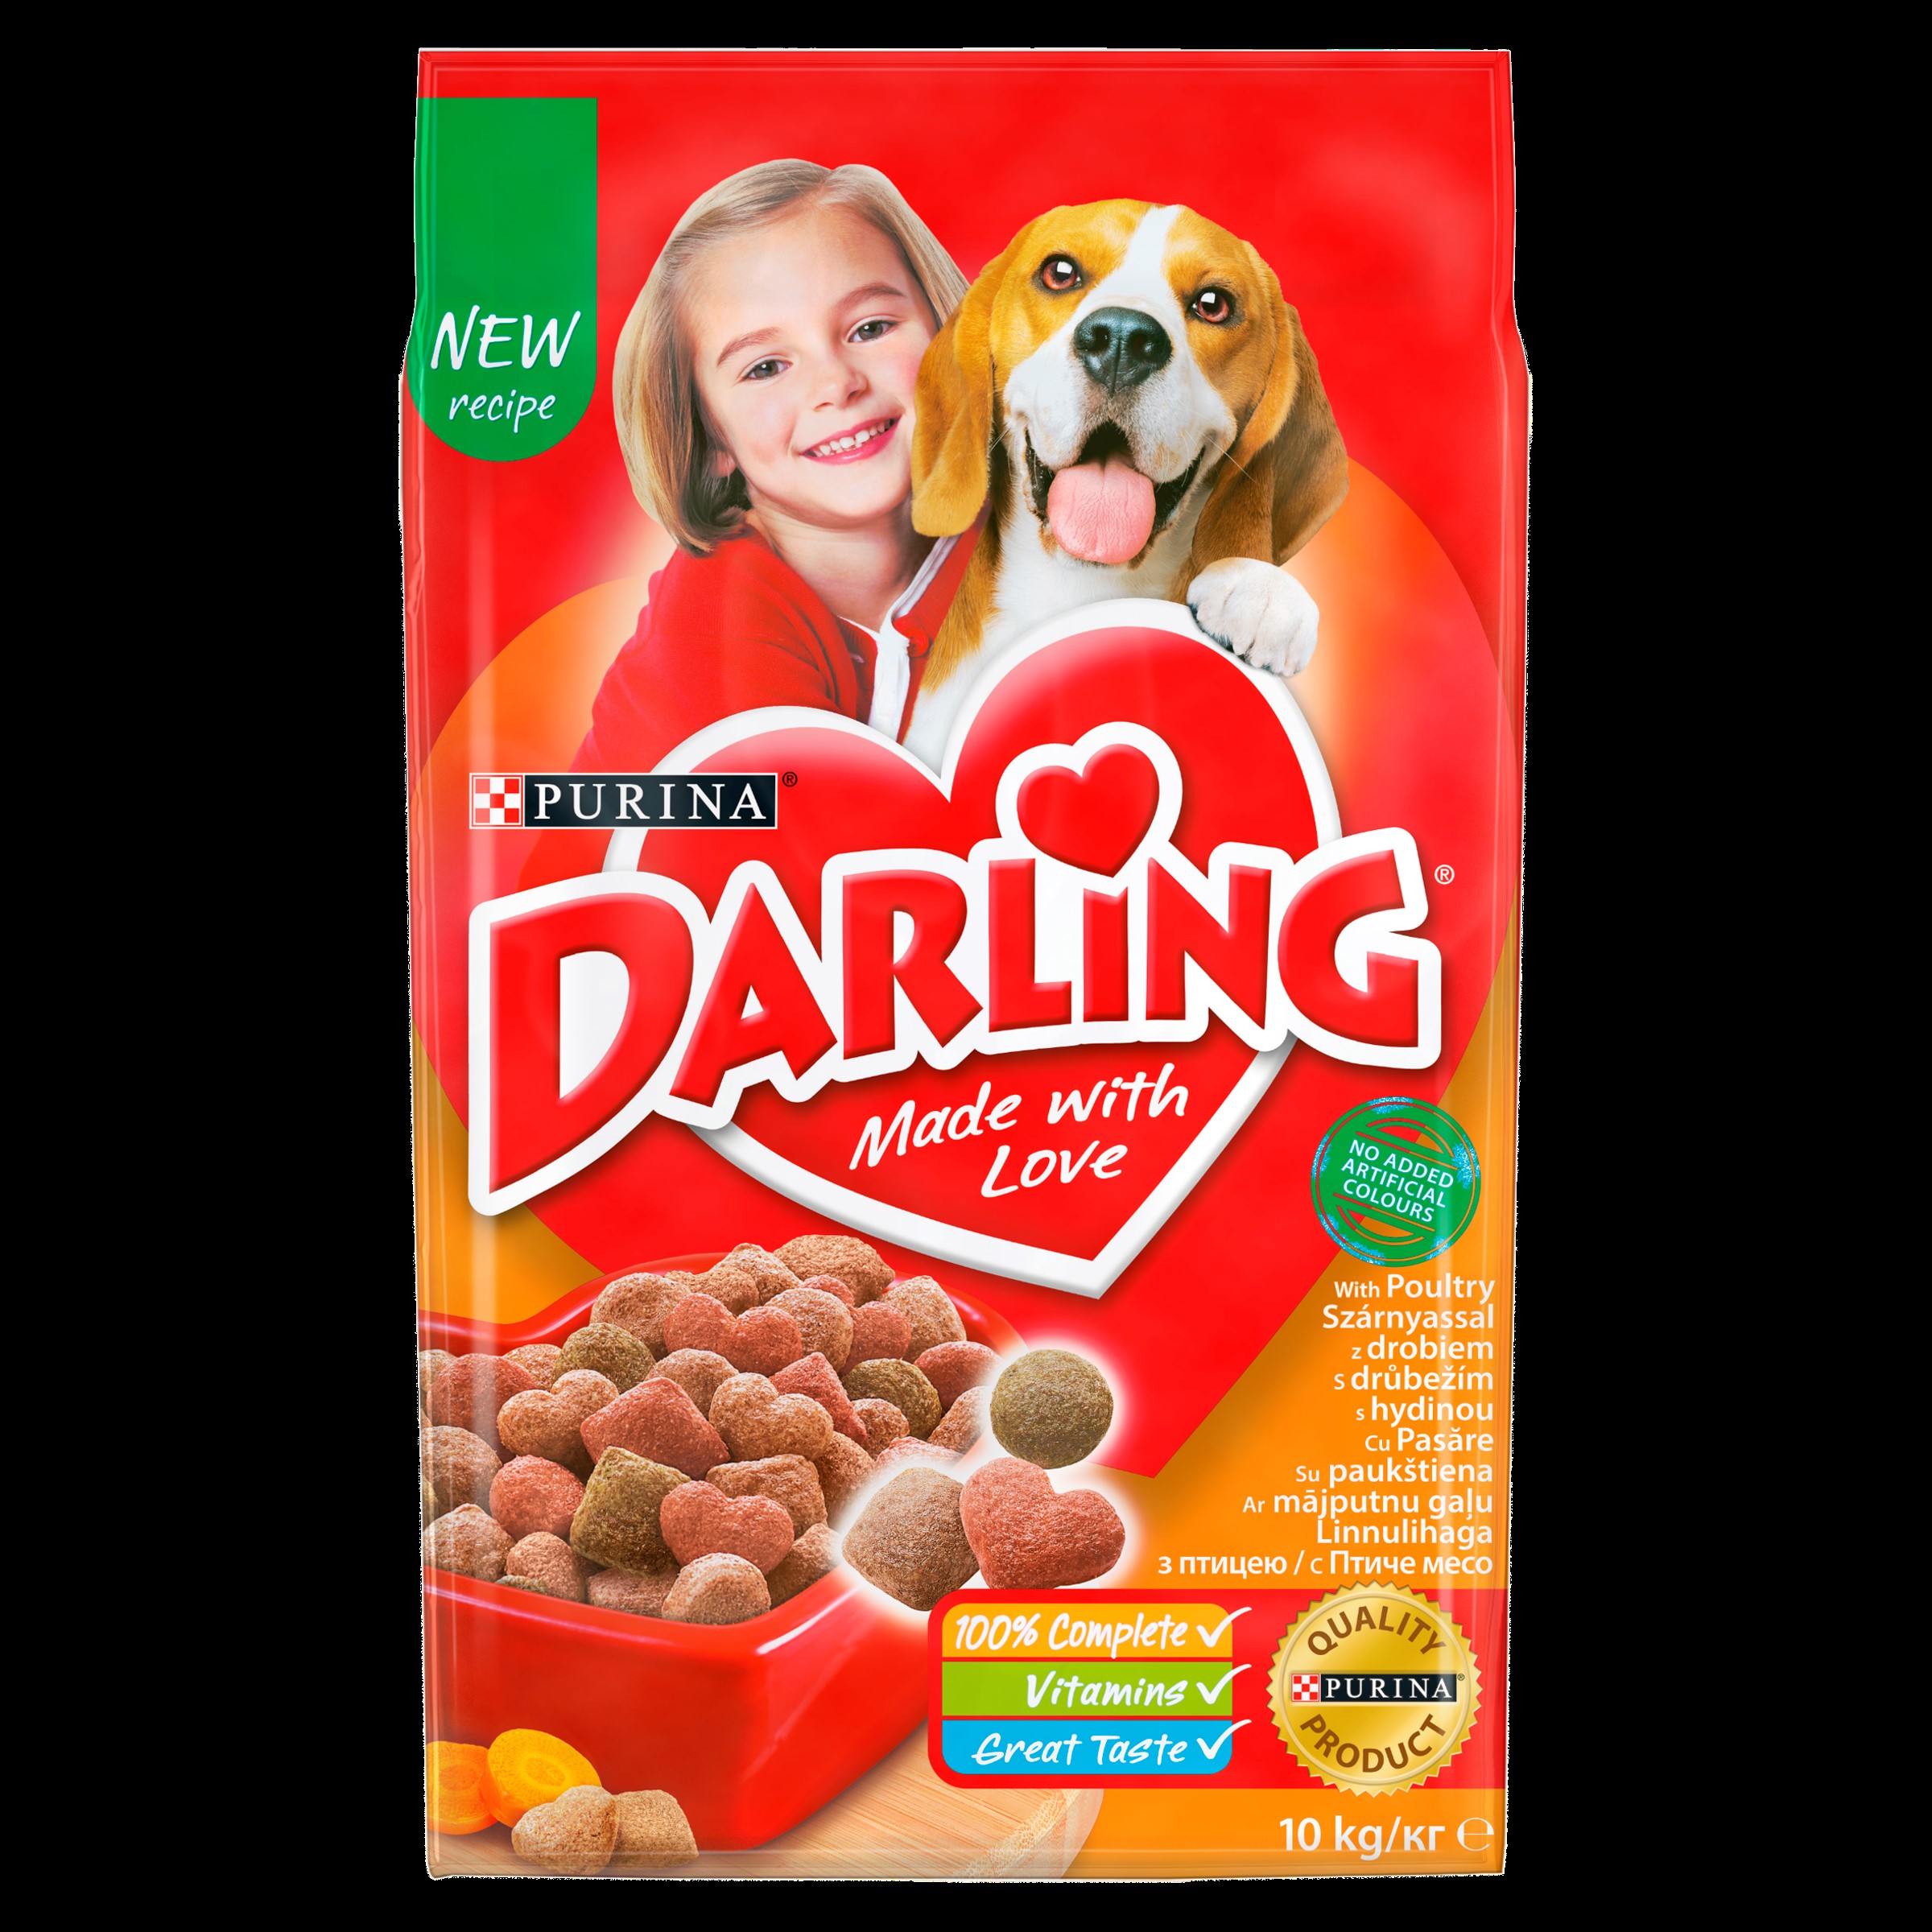 NEW
recipe
PURINA®
DARLiNG®
Made with
Love
NO ADDED
ARTIFICIAL
COLOURS
With Poultry
Szárnyassal
z drobiem
s drůbežím
s hydinou
Cu Pasăre
Su paukštiena
Ar mājputnu gaļu
Linnulihaga
з птицею / с Птиче месо
100% Complete ✓
Vitamins ✓
Great Taste ✓
QUALITY
PURINA®
PRODUCT
10 kg/кг ℮